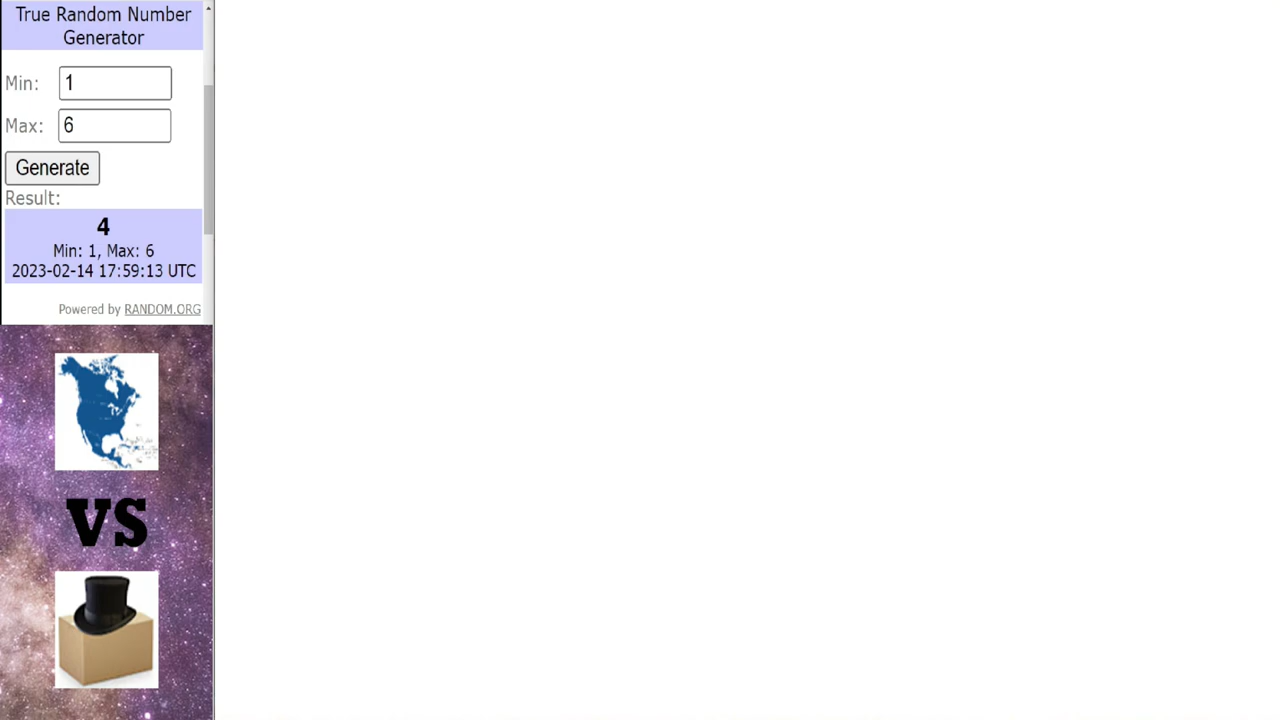 True Random Number
Generator
Min: 1
Max: 6
Generate
Result:
4
Min: 1, Max: 6
2023-02-14 17:59:13 UTC
Powered by RANDOM.ORG
VS